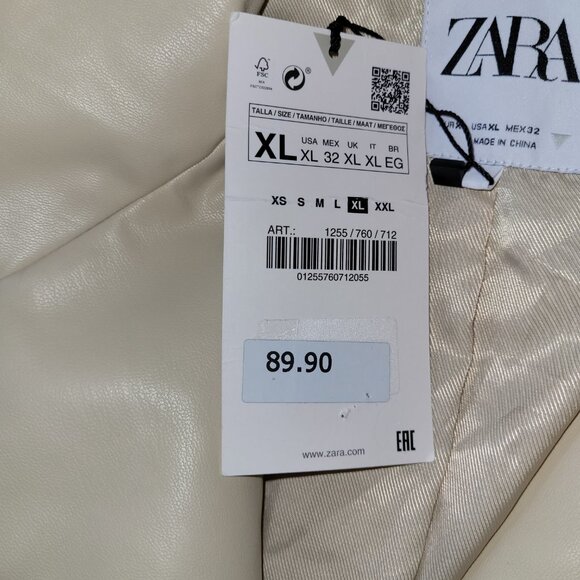 ZARA
USA XL MEX 32
MADE IN CHINA
FSC
MIX
TALLA / SIZE / TAMANHO / TAILLE / MAAT / ΜΕΓΕΘΟΣ
XL
USA MEX UK IT BR
XL 32 XL XL EG
XS S M L XL XXL
ART.: 1255 / 760 / 712
01255760712055
89.90
www.zara.com
EAC